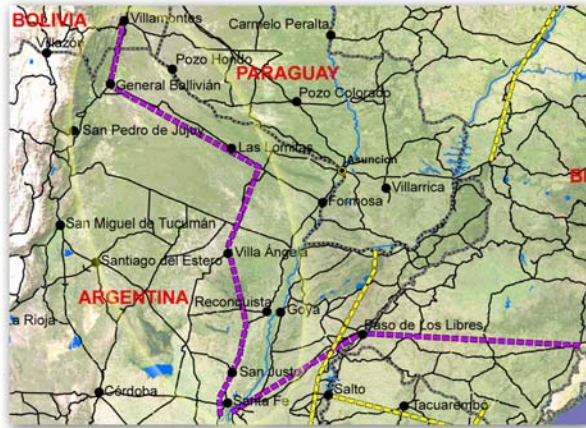 BOLIVIA
Villamontes
Carmelo Peralta
Villazón
Pozo Hondo
PARAGUAY
General Ballivián
Pozo Colorado
San Pedro de Jujuy
Las Lomitas
Asuncion
Villarrica
Formosa
San Miguel de Tucumán
Villa Ángela
Santiago del Estero
ARGENTINA
Reconquista
Goya
La Rioja
Paso de Los Libres
San Justo
Córdoba
Santa Fe
Salto
Tacuarembó